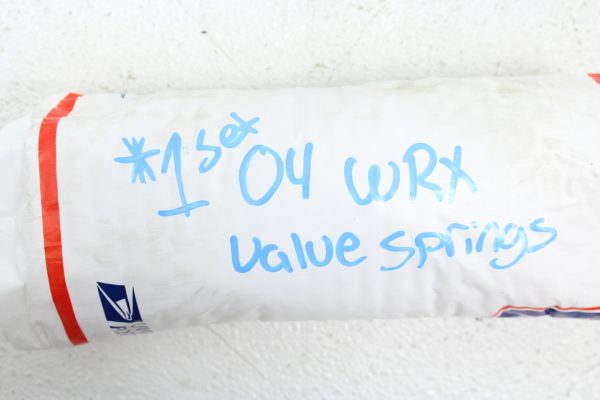 *1 set 04 WRX
value springs